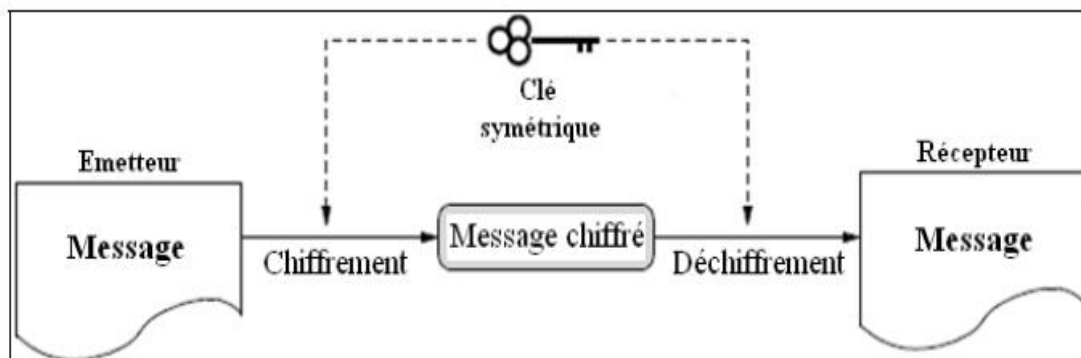 Clé
symétrique
Emetteur
Récepteur
Message
Message chiffré
Message
Chiffrement
Déchiffrement